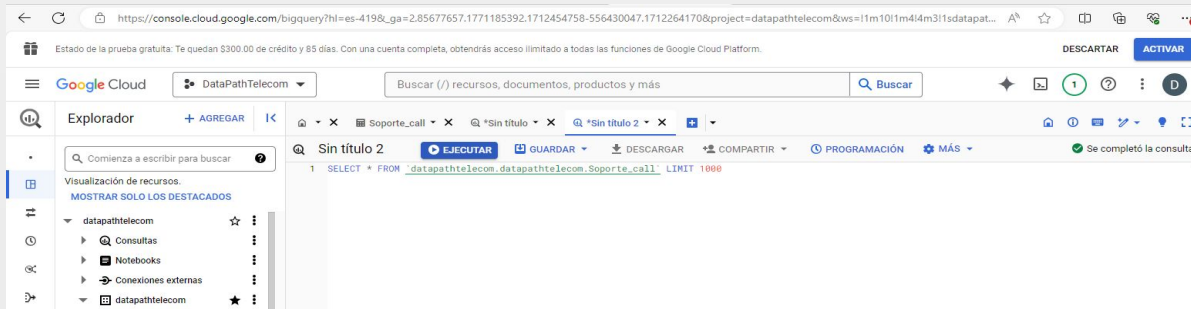 https://console.cloud.google.com/bigquery?hl=es-419&_ga=2.85677657.1771185392.1712454758-556430047.1712264170&project=datapathtelecom&ws=!1m10!1m4!4m3!1sdatapat...
Estado de la prueba gratuita: Te quedan $300.00 de crédito y 85 días. Con una cuenta completa, obtendrás acceso ilimitado a todas las funciones de Google Cloud Platform.
DESCARTAR
ACTIVAR
Google Cloud
DataPathTelecom
Buscar (/) recursos, documentos, productos y más
Buscar
1
D
Explorador
+ AGREGAR
Soporte_call
*Sin título
*Sin título 2
Comienza a escribir para buscar
Sin título 2
EJECUTAR
GUARDAR
DESCARGAR
COMPARTIR
PROGRAMACIÓN
MÁS
Se completó la consulta
Visualización de recursos.
MOSTRAR SOLO LOS DESTACADOS
1 SELECT * FROM `datapathtelecom.datapathtelecom.Soporte_call` LIMIT 1000
datapathtelecom
Consultas
Notebooks
Conexiones externas
datapathtelecom